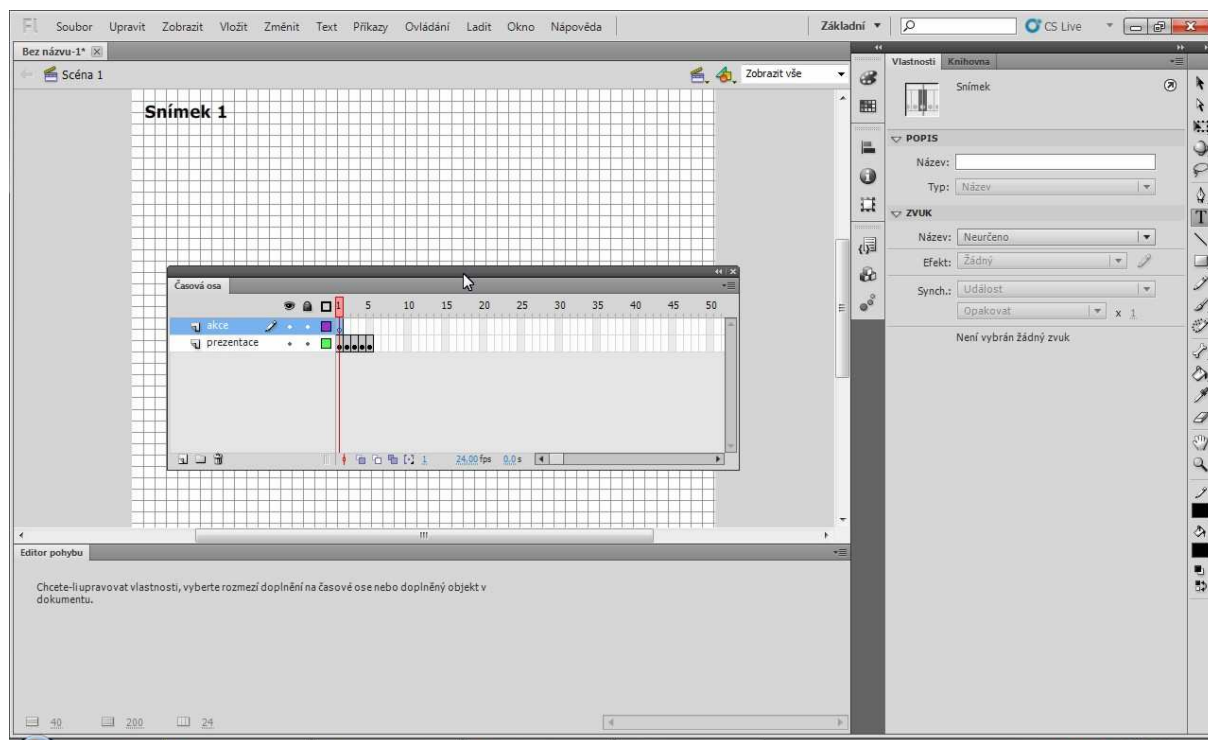 Fl Soubor Upravit Zobrazit Vložit Změnit Text Příkazy Ovládání Ladit Okno Nápověda Základní CS Live
Bez názvu-1*
Scéna 1 Zobrazit vše
Snímek 1
Časová osa
1 5 10 15 20 25 30 35 40 45 50
akce
prezentace
1 24.00 fps 0.0 s
Editor pohybu
Chcete-li upravovat vlastnosti, vyberte rozmezí doplnění na časové ose nebo doplněný objekt v
dokumentu.
40 200 24
Vlastnosti Knihovna
Snímek
POPIS
Název:
Typ: Název
ZVUK
Název: Neurčeno
Efekt: Žádný
Synch.: Událost
Opakovat x 1
Není vybrán žádný zvuk
T